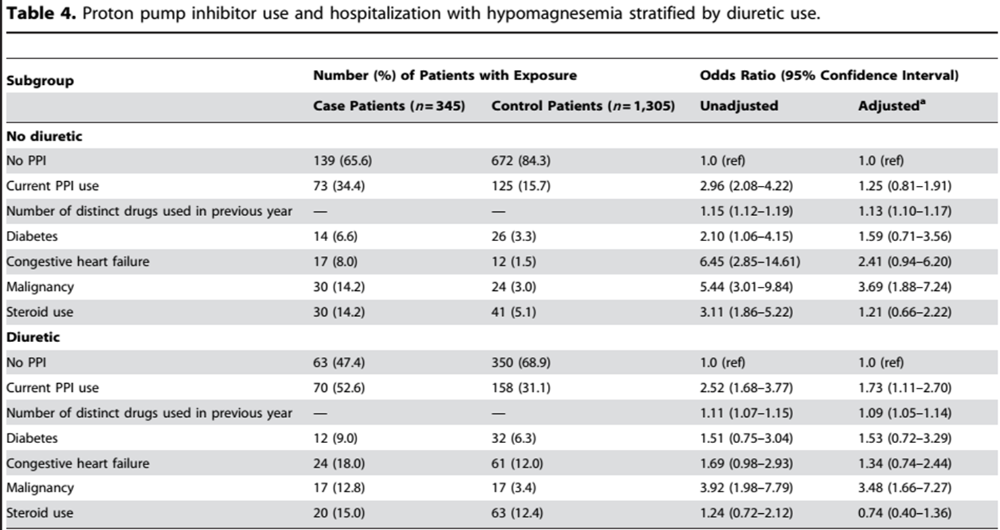 Table 4. Proton pump inhibitor use and hospitalization with hypomagnesemia stratified by diuretic use.
Subgroup Number (%) of Patients with Exposure Odds Ratio (95% Confidence Interval)
Case Patients (n=345) Control Patients (n=1,305) Unadjusted Adjustedᵃ
No diuretic
No PPI 139 (65.6) 672 (84.3) 1.0 (ref) 1.0 (ref)
Current PPI use 73 (34.4) 125 (15.7) 2.96 (2.08–4.22) 1.25 (0.81–1.91)
Number of distinct drugs used in previous year — — 1.15 (1.12–1.19) 1.13 (1.10–1.17)
Diabetes 14 (6.6) 26 (3.3) 2.10 (1.06–4.15) 1.59 (0.71–3.56)
Congestive heart failure 17 (8.0) 12 (1.5) 6.45 (2.85–14.61) 2.41 (0.94–6.20)
Malignancy 30 (14.2) 24 (3.0) 5.44 (3.01–9.84) 3.69 (1.88–7.24)
Steroid use 30 (14.2) 41 (5.1) 3.11 (1.86–5.22) 1.21 (0.66–2.22)
Diuretic
No PPI 63 (47.4) 350 (68.9) 1.0 (ref) 1.0 (ref)
Current PPI use 70 (52.6) 158 (31.1) 2.52 (1.68–3.77) 1.73 (1.11–2.70)
Number of distinct drugs used in previous year — — 1.11 (1.07–1.15) 1.09 (1.05–1.14)
Diabetes 12 (9.0) 32 (6.3) 1.51 (0.75–3.04) 1.53 (0.72–3.29)
Congestive heart failure 24 (18.0) 61 (12.0) 1.69 (0.98–2.93) 1.34 (0.74–2.44)
Malignancy 17 (12.8) 17 (3.4) 3.92 (1.98–7.79) 3.48 (1.66–7.27)
Steroid use 20 (15.0) 63 (12.4) 1.24 (0.72–2.12) 0.74 (0.40–1.36)